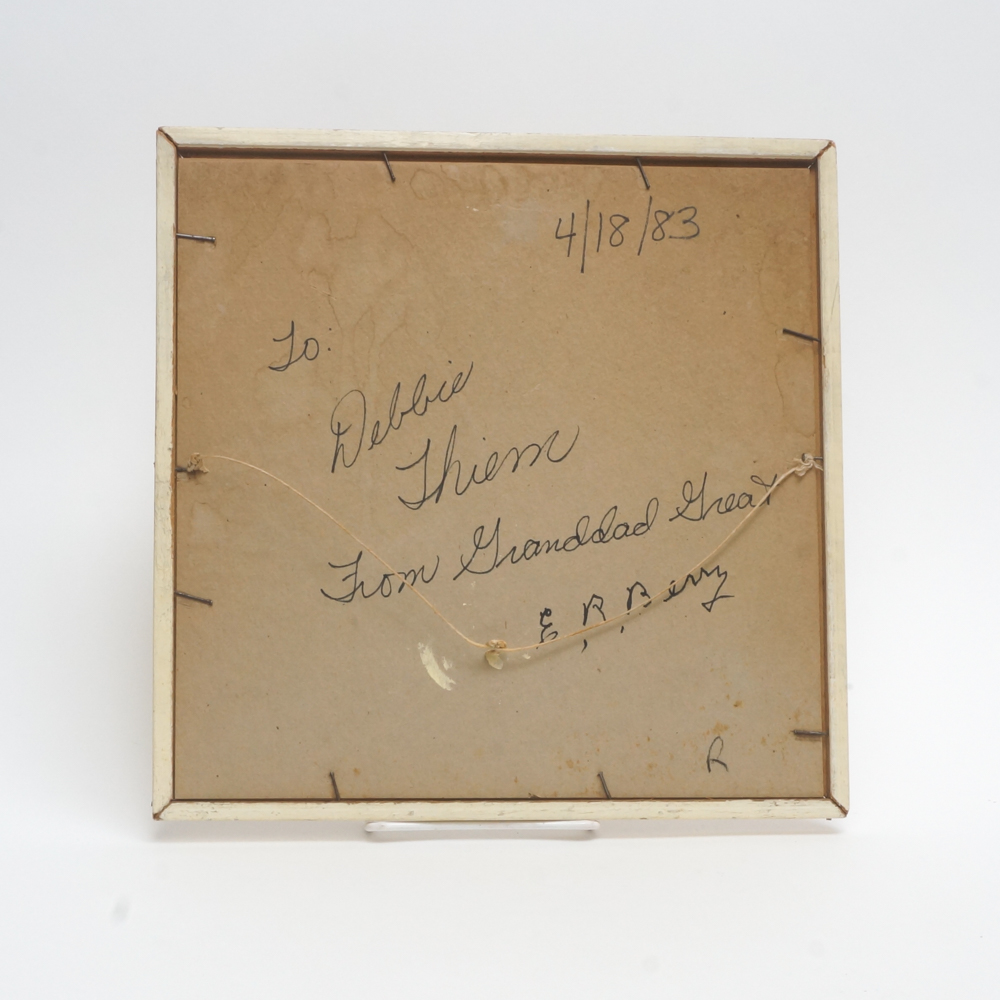 4/18/83
To:
Debbie
Thiem
From Granddad Great
E, R, Berry
R